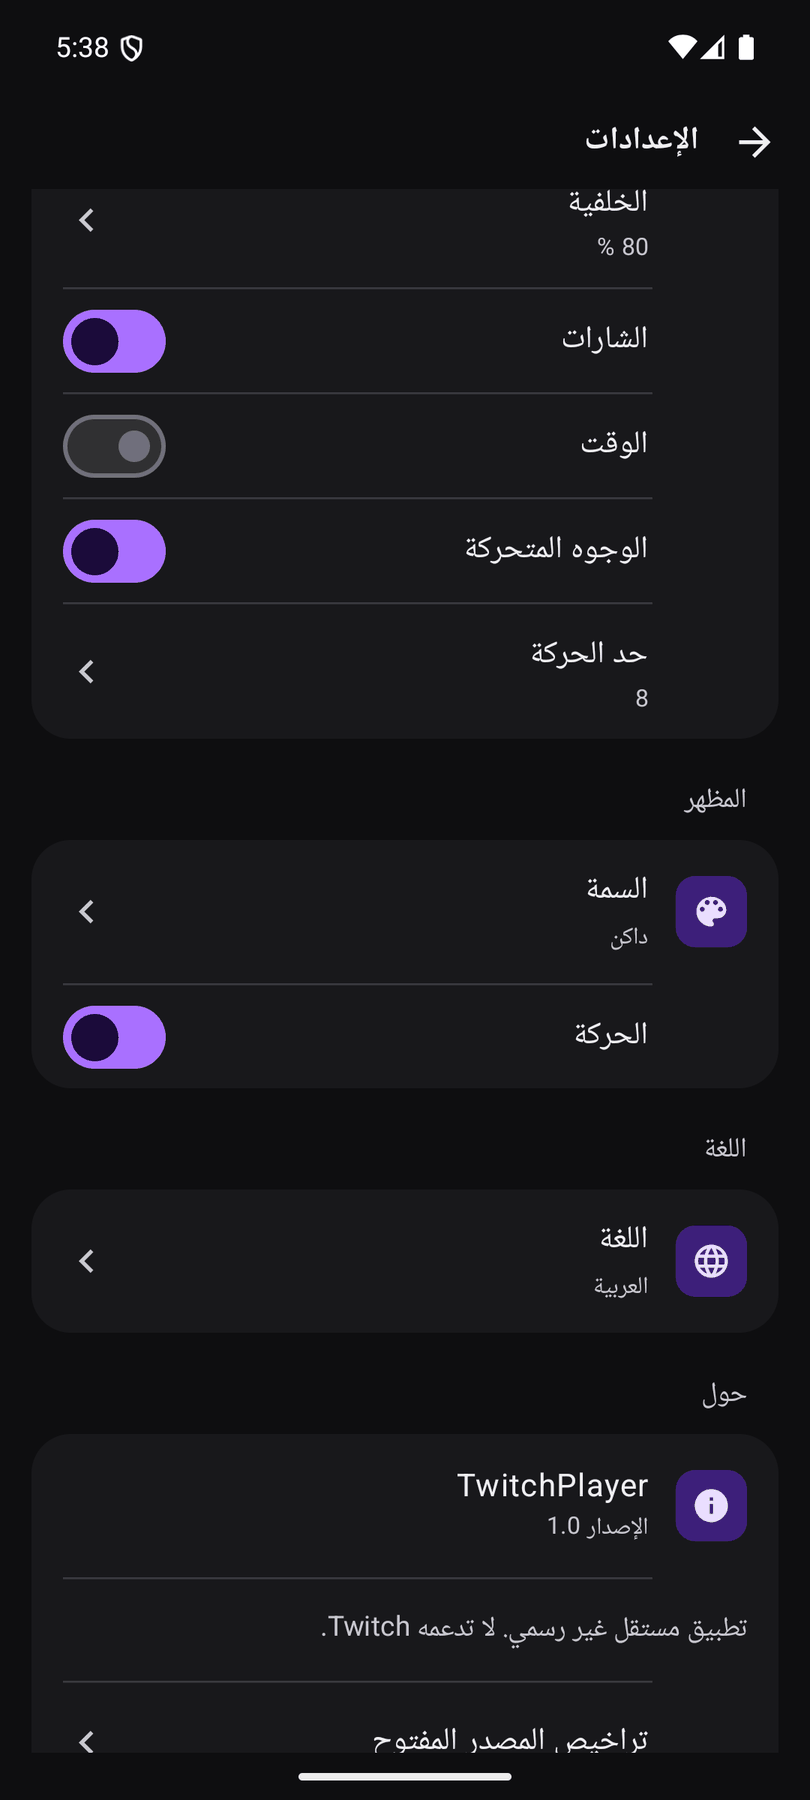 5:38
الإعدادات
الخلفية
80 %
الشارات
الوقت
الوجوه المتحركة
حد الحركة
8
المظهر
السمة
داكن
الحركة
اللغة
اللغة
العربية
حول
TwitchPlayer
الإصدار 1.0
تطبيق مستقل غير رسمي. لا تدعمه Twitch.
تراخيص المصدر المفتوح